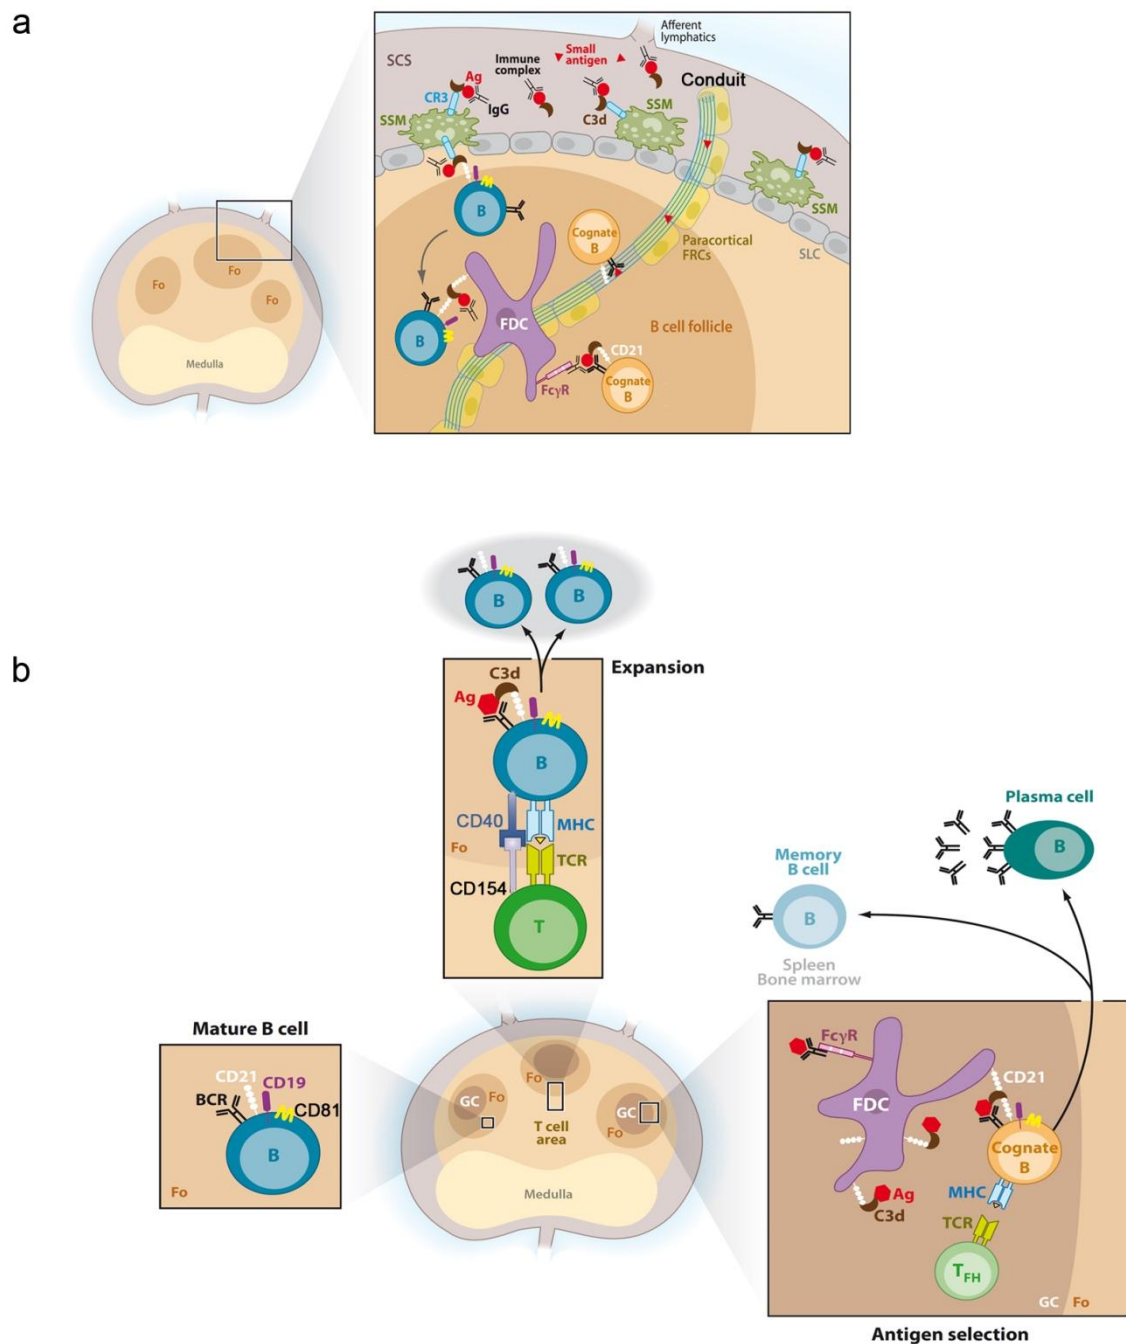 a
Afferent
lymphatics
SCS
Small
antigen
Immune
complex
Ag
CR3
IgG
Conduit
SSM
C3d
SSM
SSM
B
Cognate
B
Paracortical
FRCs
SLC
Fo
Fo
Fo
Medulla
B
FDC
B cell follicle
CD21
FcγR
Cognate
B
b
B
B
Expansion
C3d
Ag
B
CD40
MHC
Fo
TCR
CD154
T
Plasma cell
B
Memory
B cell
B
Spleen
Bone marrow
Mature B cell
CD21
CD19
BCR
CD81
B
Fo
Fo
GC
Fo
GC
Fo
T cell
area
Medulla
FcγR
CD21
FDC
Cognate
B
Ag
C3d
MHC
TCR
TFH
GC
Fo
Antigen selection